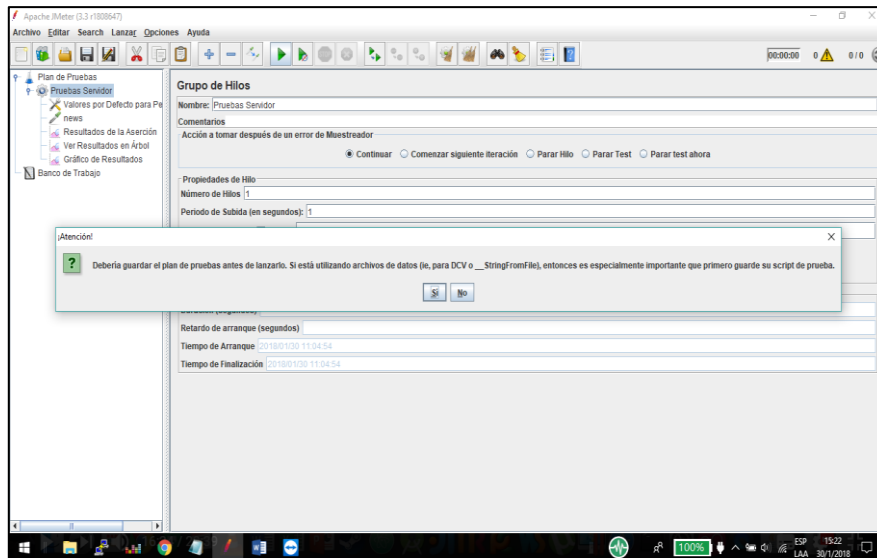 Apache JMeter (3.3 r1808647)
Archivo Editar Search Lanzar Opciones Ayuda
00:00:00 0 0 / 0
Plan de Pruebas
Pruebas Servidor
Valores por Defecto para Pe
news
Resultados de la Aserción
Ver Resultados en Árbol
Gráfico de Resultados
Banco de Trabajo
Grupo de Hilos
Nombre: Pruebas Servidor
Comentarios
Acción a tomar después de un error de Muestreador
Continuar Comenzar siguiente iteración Parar Hilo Parar Test Parar test ahora
Propiedades de Hilo
Número de Hilos 1
Periodo de Subida (en segundos): 1
¡Atención!
Debería guardar el plan de pruebas antes de lanzarlo. Si está utilizando archivos de datos (ie, para DCV o __StringFromFile), entonces es especialmente importante que primero guarde su script de prueba.
Sí No
Retardo de arranque (segundos)
Tiempo de Arranque 2018/01/30 11:04:54
Tiempo de Finalización 2018/01/30 11:04:54
100% ESP 15:22
LAA 30/1/2018